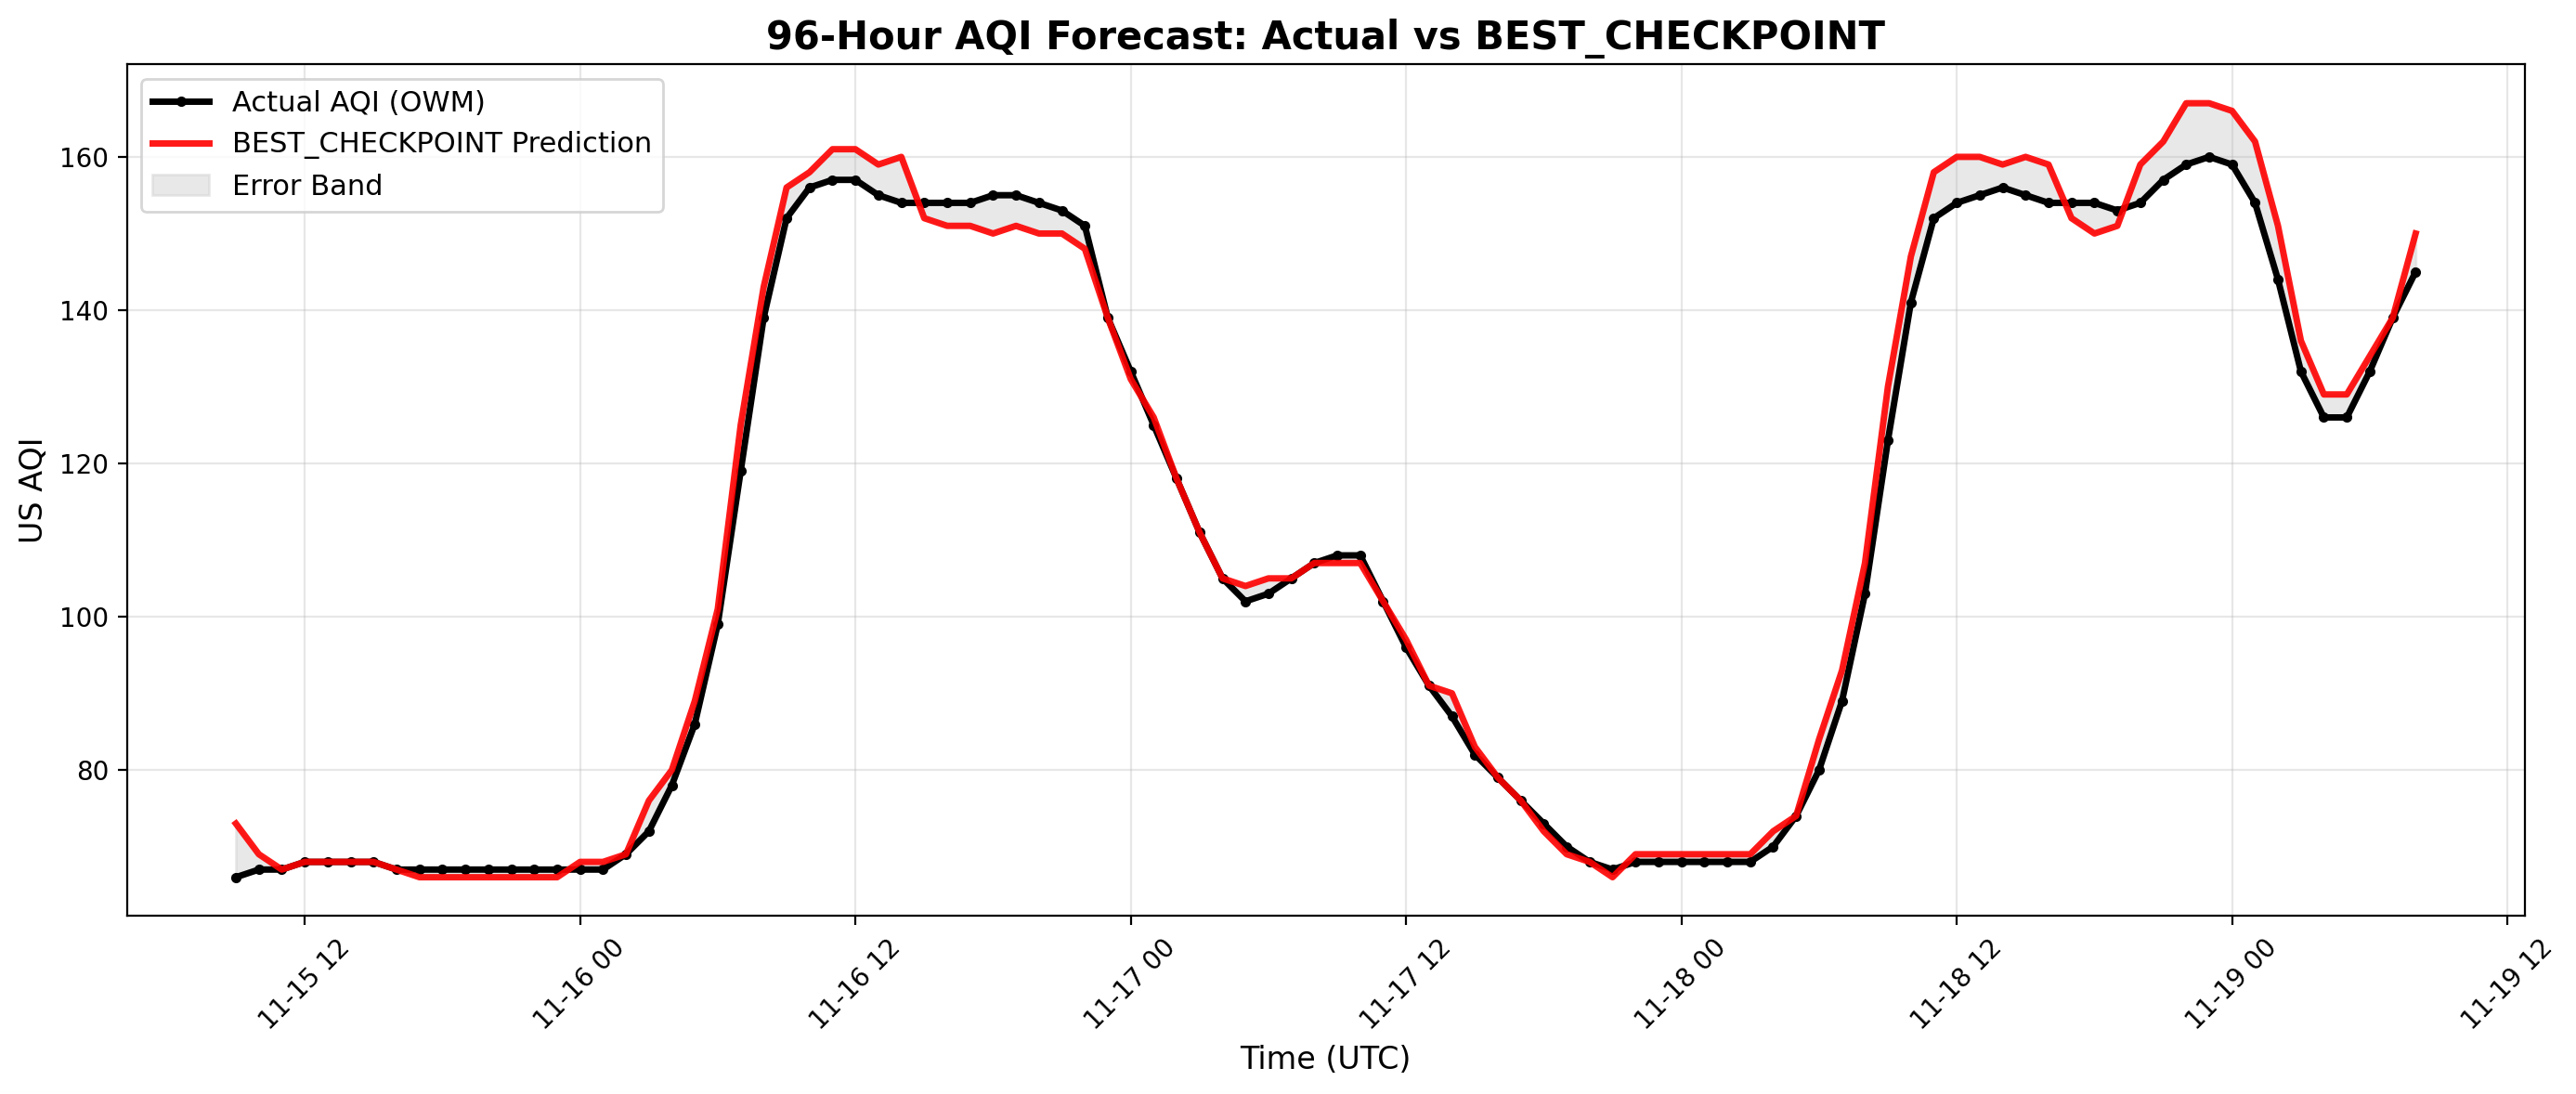 96-Hour AQI Forecast: Actual vs BEST_CHECKPOINT
Actual AQI (OWM)
BEST_CHECKPOINT Prediction
Error Band
US AQI
160
140
120
100
80
11-15 12
11-16 00
11-16 12
11-17 00
11-17 12
11-18 00
11-18 12
11-19 00
11-19 12
Time (UTC)